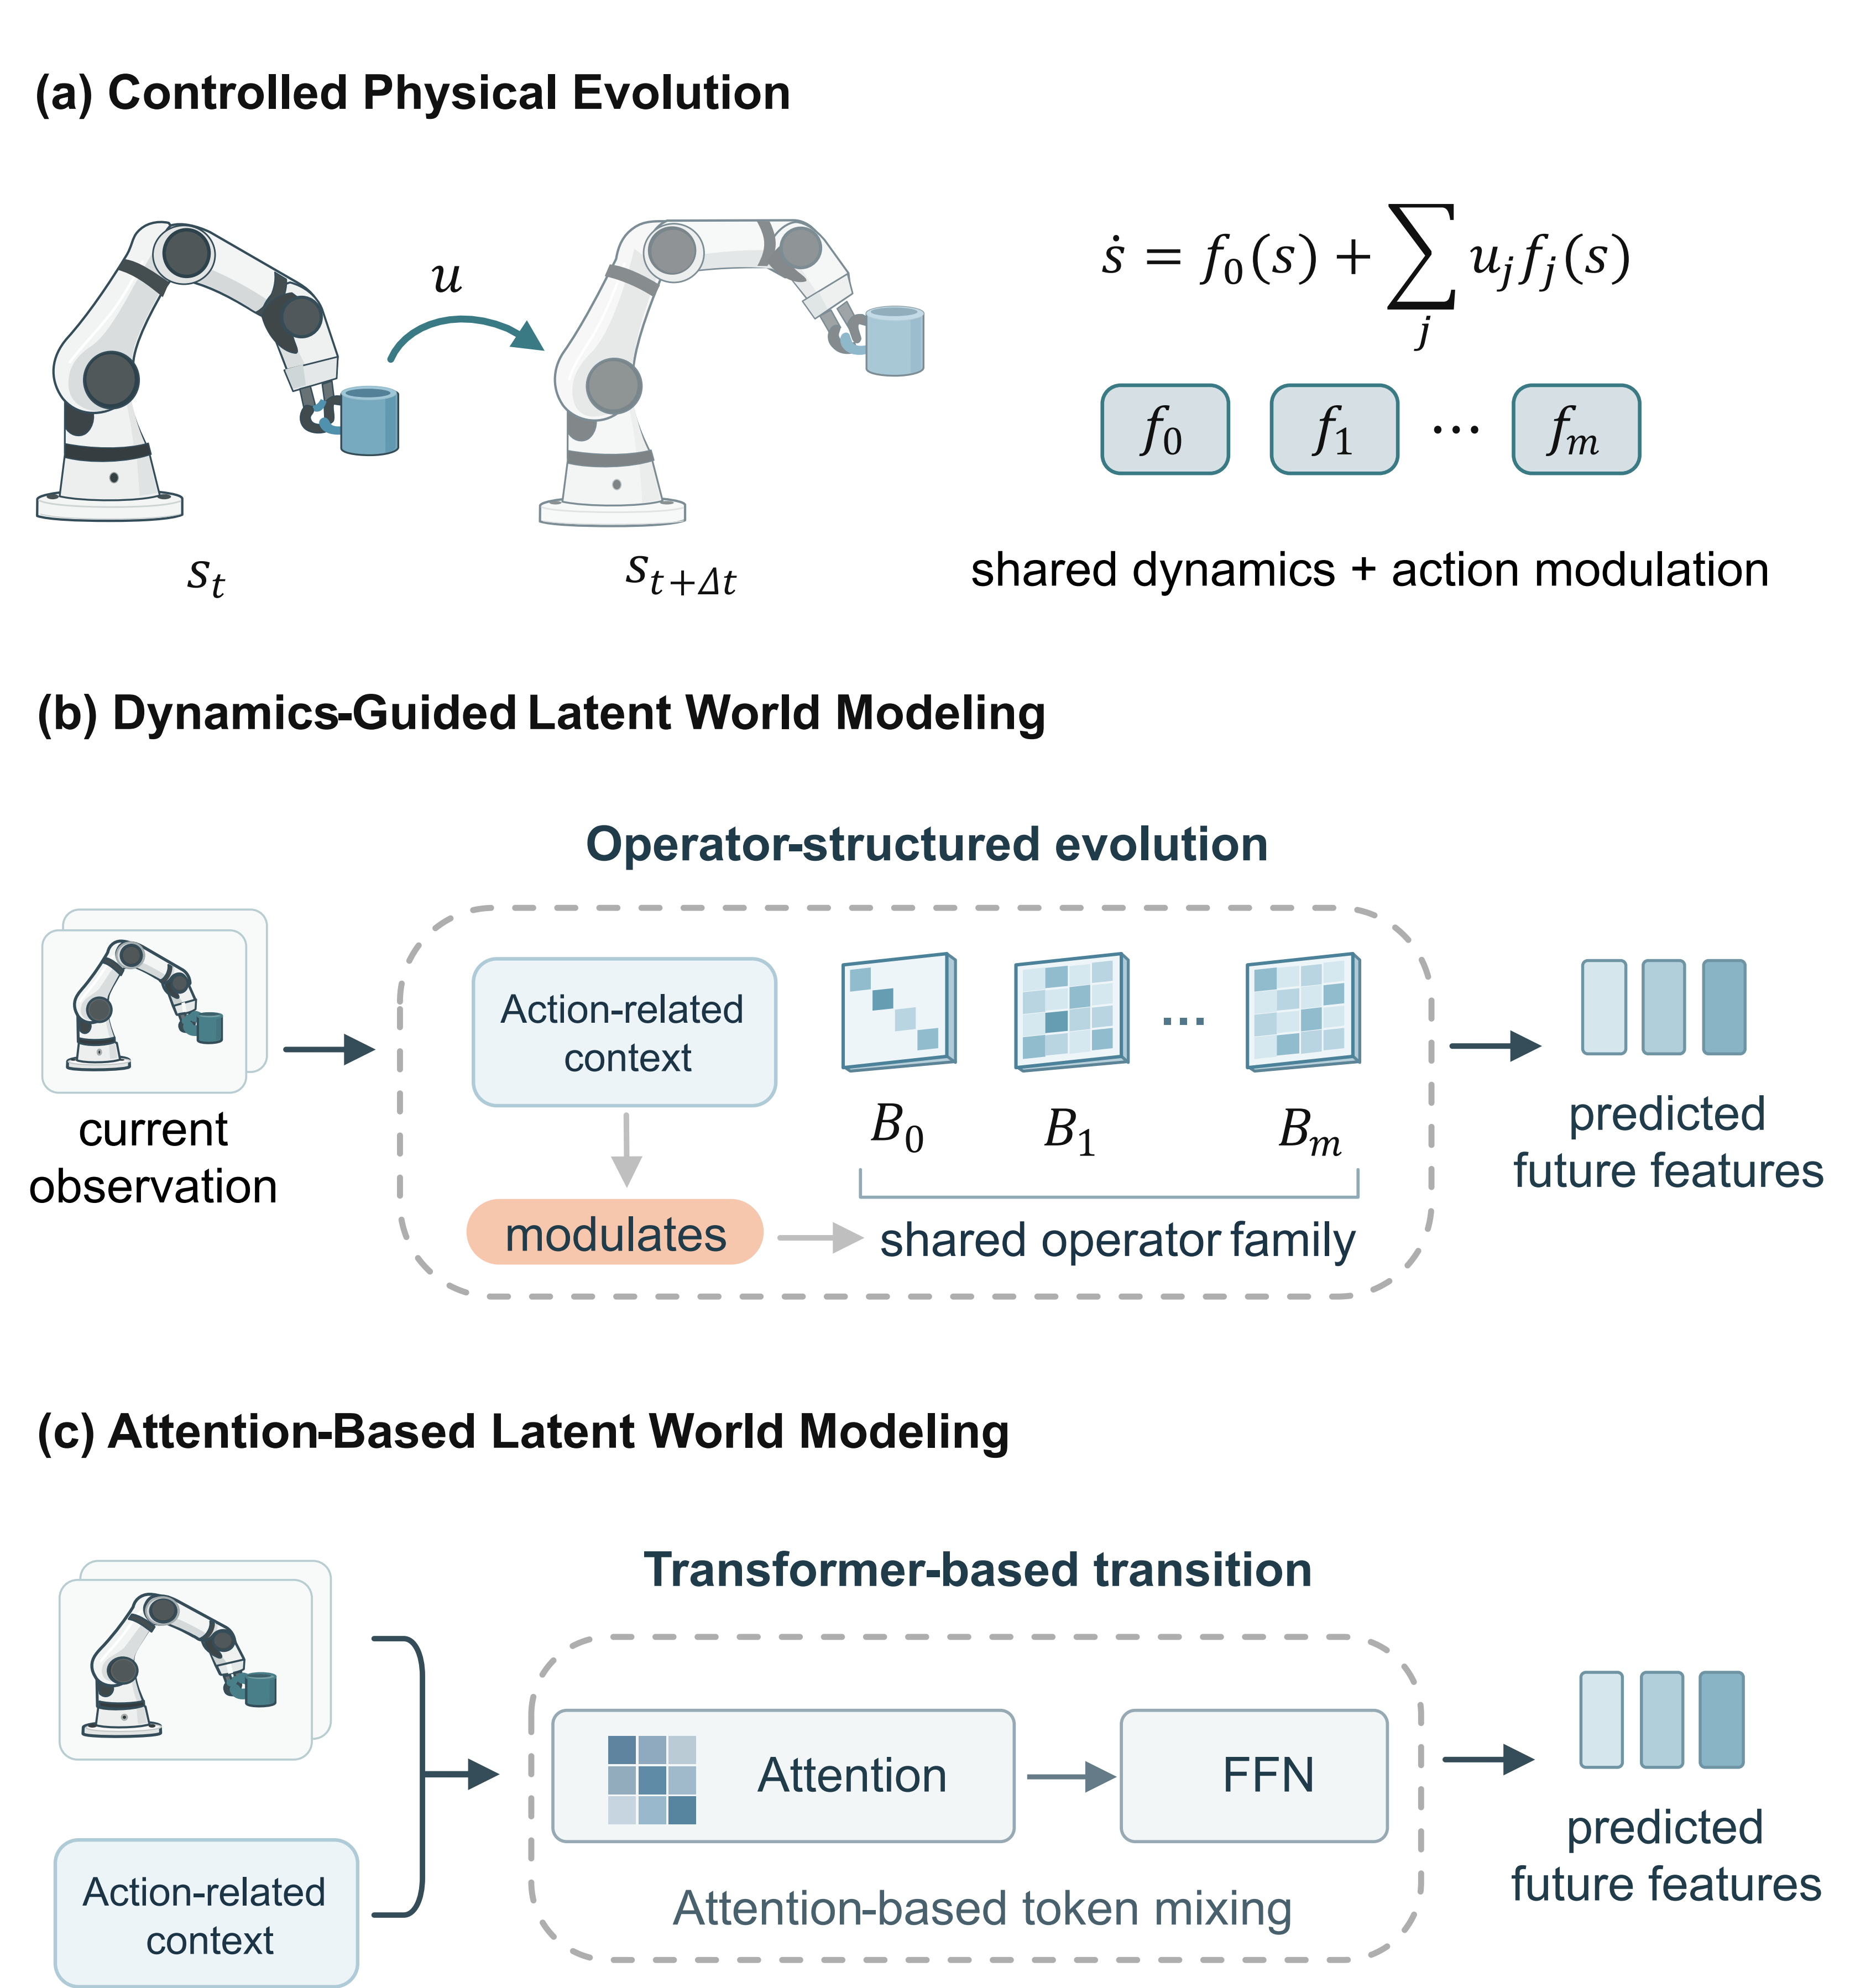 (a) Controlled Physical Evolution
u
ṡ = f₀(s) + ∑ⱼ uⱼfⱼ(s)
f₀ f₁ ⋯ fₘ
sₜ
sₜ₊Δₜ
shared dynamics + action modulation
(b) Dynamics-Guided Latent World Modeling
Operator-structured evolution
Action-related
context
...
B₀ B₁ Bₘ
modulates
shared operator family
current
observation
predicted
future features
(c) Attention-Based Latent World Modeling
Transformer-based transition
Attention
FFN
Attention-based token mixing
Action-related
context
predicted
future features